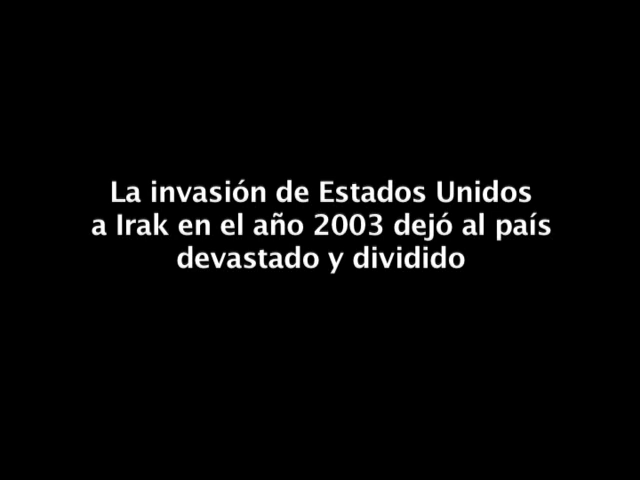 La invasión de Estados Unidos
a Irak en el año 2003 dejó al país
devastado y dividido